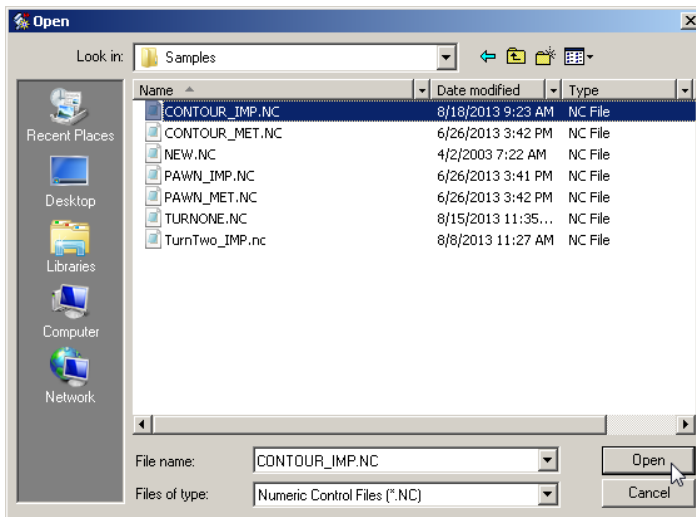 Open
Look in: Samples
Name Date modified Type
CONTOUR_IMP.NC 8/18/2013 9:23 AM NC File
CONTOUR_MET.NC 6/26/2013 3:42 PM NC File
NEW.NC 4/2/2003 7:22 AM NC File
PAWN_IMP.NC 6/26/2013 3:41 PM NC File
PAWN_MET.NC 6/26/2013 3:42 PM NC File
TURNONE.NC 8/15/2013 11:35... NC File
TurnTwo_IMP.nc 8/8/2013 11:27 AM NC File
Recent Places
Desktop
Libraries
Computer
Network
File name: CONTOUR_IMP.NC Open
Files of type: Numeric Control Files (*.NC) Cancel